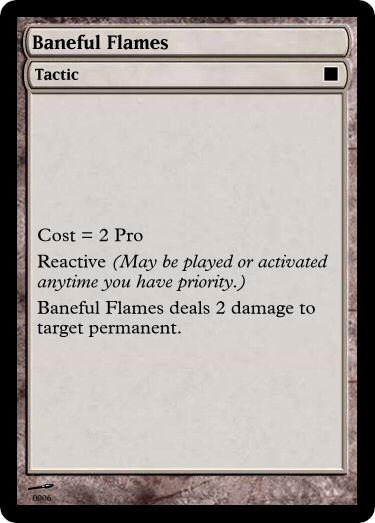 Baneful Flames
Tactic
Cost = 2 Pro
Reactive (May be played or activated
anytime you have priority.)
Baneful Flames deals 2 damage to
target permanent.
0006